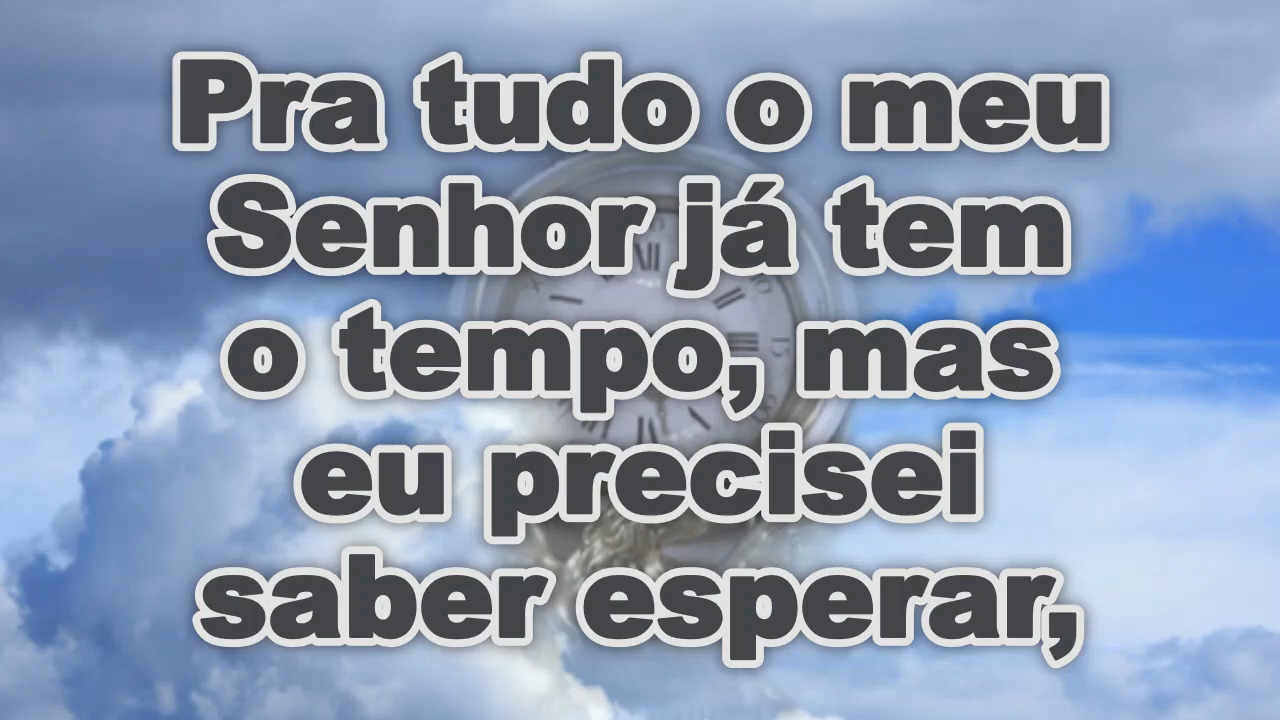 Pra tudo o meu
Senhor já tem
o tempo, mas
eu precisei
saber esperar,